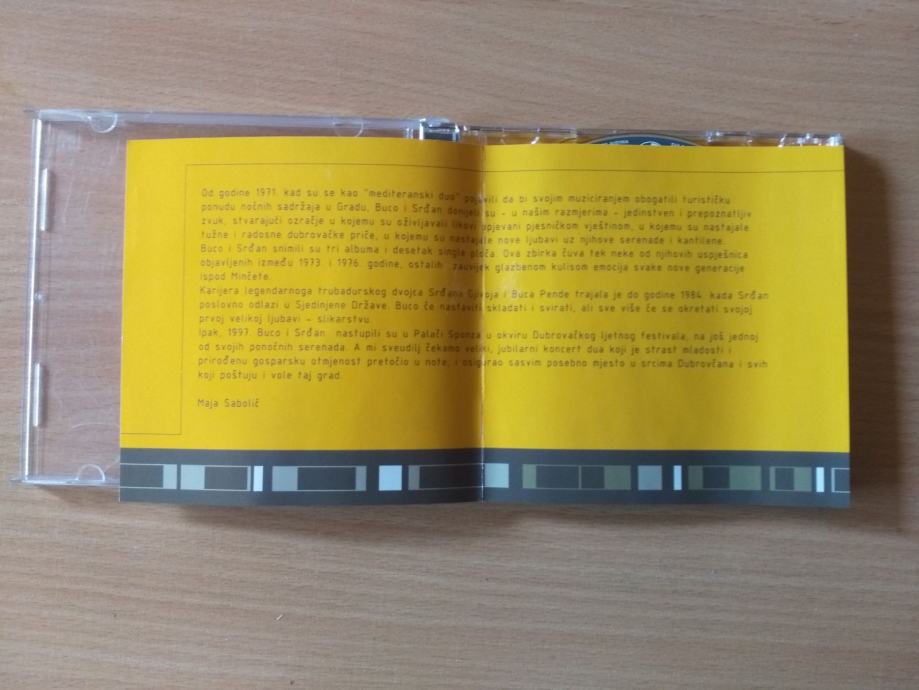 Od godine 1971. kad su se kao "mediteranski duo" pojavili da bi svojim muziciranjem obogatili turističku
ponudu noćnih sadržaja u Gradu, Buco i Srđan donijeli su - u našim razmjerima - jedinstven i prepoznatljiv
zvuk, stvarajući ozračje u kojemu su oživljavali likovi opjevani pjesničkom vještinom, u kojemu su nastajale
tužne i radosne dubrovačke priče, u kojemu su nastajale nove ljubavi uz njihove serenade i kantilene.
Buco i Srđan snimili su tri albuma i desetak single ploča. Ova zbirka čuva tek neke od njihovih uspješnica
objavljenih između 1973. i 1976. godine, ostalih zauvijek glazbenom kulisom emocija svake nove generacije
ispod Minčete.
Karijera legendarnoga trubadurskog dvojca Srđana Gjivoja i Buca Pende trajala je do godine 1984. kada Srđan
poslovno odlazi u Sjedinjene Države. Buco će nastaviti skladati i svirati, ali sve više će se okretati svojoj
prvoj velikoj ljubavi - slikarstvu.
Ipak, 1997. Buco i Srđan nastupili su u Palači Sponza u okviru Dubrovačkog ljetnog festivala, na još jednoj
od svojih ponoćnih serenada. A mi sveudilj čekamo veliki, jubilarni koncert dua koji je strast mladosti i
prirođenu gosparsku otmjenost pretočio u note, i osigurao sasvim posebno mjesto u srcima Dubrovčana i svih
koji poštuju i vole taj grad.
Maja Sabolić